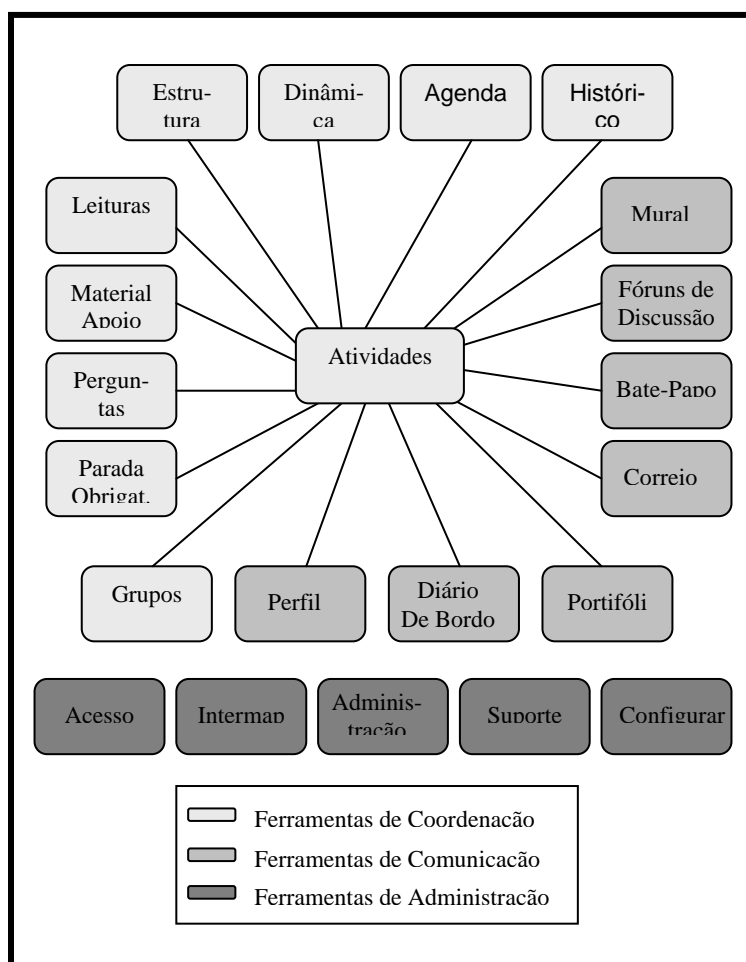 Estru-
tura
Dinâmi-
ca
Agenda
Históri-
co
Leituras
Mural
Material
Apoio
Fóruns de
Discussão
Atividades
Pergun-
tas
Bate-Papo
Parada
Obrigat.
Correio
Grupos
Perfil
Diário
De Bordo
Portifóli
Acesso
Intermap
Adminis-
tração
Suporte
Configurar
Ferramentas de Coordenação
Ferramentas de Comunicação
Ferramentas de Administração